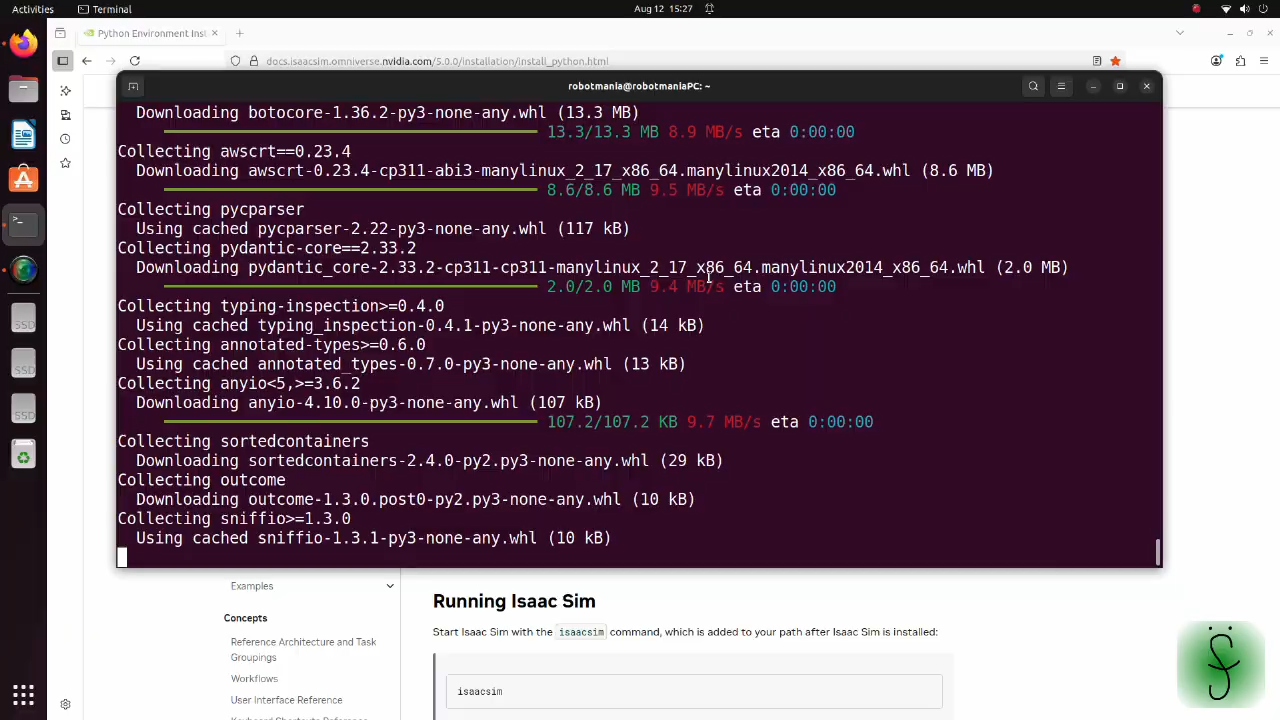 Activities
Terminal
Aug 12 15:27
Python Environment Inst
docs.isaacsim.omniverse.nvidia.com/5.0.0/installation/install_python.html
robotmania@robotmaniaPC: ~
Downloading botocore-1.36.2-py3-none-any.whl (13.3 MB)
13.3/13.3 MB 8.9 MB/s eta 0:00:00
Collecting awscrt==0.23.4
Downloading awscrt-0.23.4-cp311-abi3-manylinux_2_17_x86_64.manylinux2014_x86_64.whl (8.6 MB)
8.6/8.6 MB 9.5 MB/s eta 0:00:00
Collecting pycparser
Using cached pycparser-2.22-py3-none-any.whl (117 kB)
Collecting pydantic-core==2.33.2
Downloading pydantic_core-2.33.2-cp311-cp311-manylinux_2_17_x86_64.manylinux2014_x86_64.whl (2.0 MB)
2.0/2.0 MB 9.4 MB/s eta 0:00:00
Collecting typing-inspection>=0.4.0
Using cached typing_inspection-0.4.1-py3-none-any.whl (14 kB)
Collecting annotated-types>=0.6.0
Using cached annotated_types-0.7.0-py3-none-any.whl (13 kB)
Collecting anyio<5,>=3.6.2
Downloading anyio-4.10.0-py3-none-any.whl (107 kB)
107.2/107.2 KB 9.7 MB/s eta 0:00:00
Collecting sortedcontainers
Downloading sortedcontainers-2.4.0-py2.py3-none-any.whl (29 kB)
Collecting outcome
Downloading outcome-1.3.0.post0-py2.py3-none-any.whl (10 kB)
Collecting sniffio>=1.3.0
Using cached sniffio-1.3.1-py3-none-any.whl (10 kB)
SSD
SSD
SSD
Examples
Concepts
Reference Architecture and Task
Groupings
Workflows
User Interface Reference
Running Isaac Sim
Start Isaac Sim with the isaacsim command, which is added to your path after Isaac Sim is installed:
isaacsim